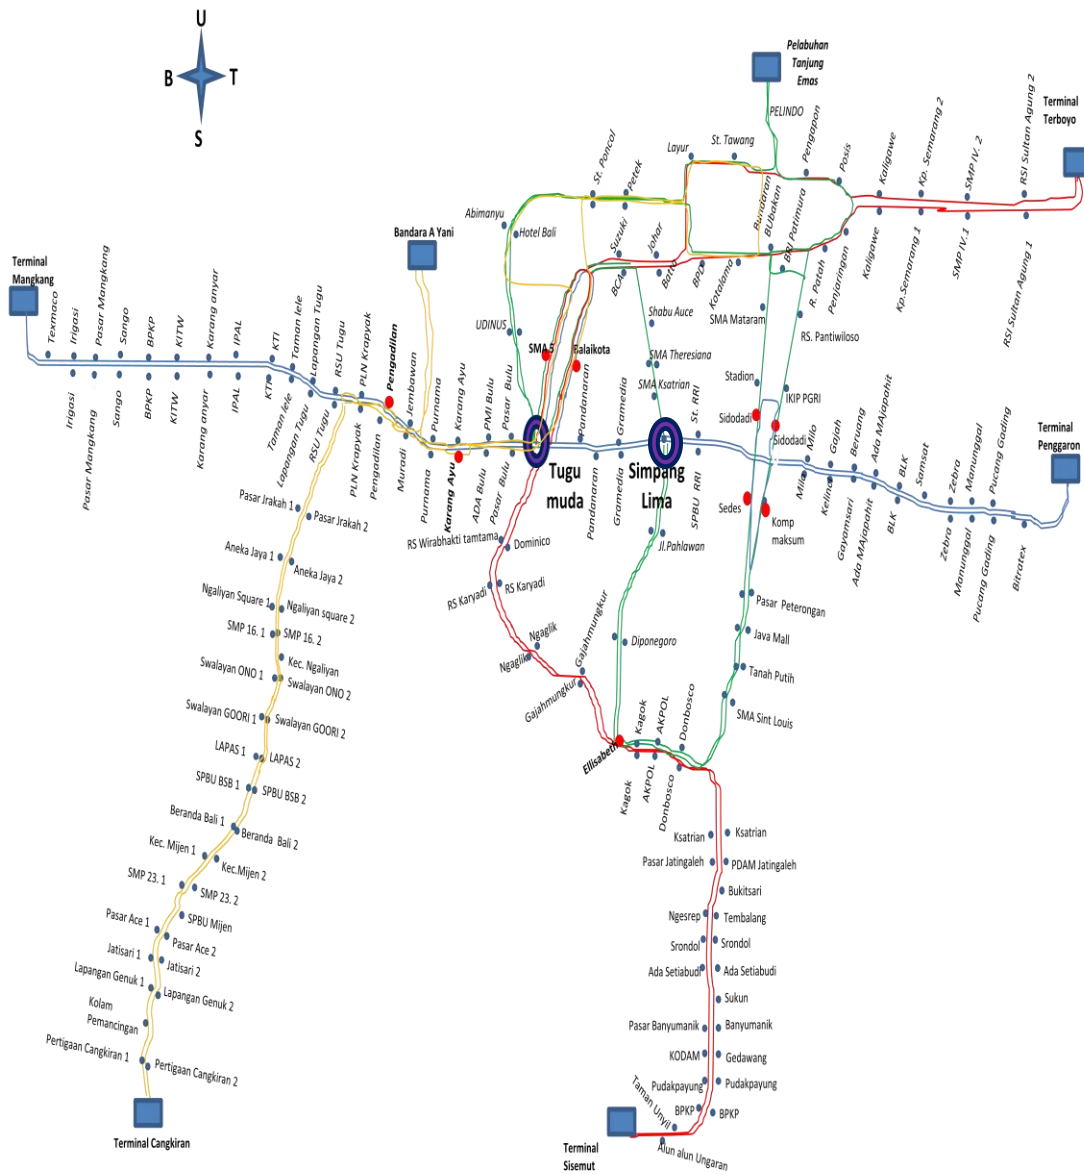 U
B
T
S
Pelabuhan
Tanjung
Emas
PELINDO
Terminal
Terboyo
St. Poncol
Petek
Layur
St. Tawang
Pengapon
Posis
Kaligawe
Kp. Semarang 2
SMP IV. 2
RSI Sultan Agung 2
Abimanyu
Hotel Bali
Suzuki
Johar
Bundaran
BUbakan
BRI Patimura
BCA
BPD
Kotolama
R. Patah
Penjaringan
Kaligawe
Kp.Semarang 1
SMP IV.1
RSI Sultan Agung 1
Bandara A Yani
Terminal
Mangkang
Texmaco
Irigasi
Pasar Mangkang
Sango
BPKP
KITW
Karang anyar
IPAL
KTI
Taman lele
Lapangan Tugu
RSU Tugu
PLN Krapyak
Pengadilan
Jembawan
Purnama
Karang Ayu
PMI Bulu
Pasar Bulu
UDINUS
SMA 5
Balaikota
Pandanaran
Gramedia
Shabu Auce
SMA Theresiana
SMA Ksatrian
SMA Mataram
RS. Pantiwiloso
Stadion
IKIP PGRI
Sidodadi
Sidodadi
St. RRI
Milo
Gajah
Beruang
Ada MAjapahit
BLK
Samsat
Zebra
Manunggal
Pucang Gading
Terminal
Penggaron
Irigasi
Pasar Mangkang
Sango
BPKP
KITW
Karang anyar
IPAL
KTI
Taman lele
Lapangan Tugu
RSU Tugu
PLN Krapyak
Pengadilan
Muradi
Purnama
Karang Ayu
ADA Bulu
Pasar Bulu
Tugu
muda
Pandanaran
Gramedia
Simpang
Lima
SPBU RRI
Sedes
Komp
maksum
Milo
Kelinci
Gayamsari
Ada MAjapahit
BLK
Zebra
Manunggal
Pucang Gading
Bitratex
Pasar Jrakah 1
Pasar Jrakah 2
Aneka Jaya 1
Aneka Jaya 2
Ngaliyan Square 1
Ngaliyan square 2
SMP 16. 1
SMP 16. 2
Kec. Ngaliyan
Swalayan ONO 1
Swalayan ONO 2
Swalayan GOORI 1
Swalayan GOORI 2
LAPAS 1
LAPAS 2
SPBU BSB 1
SPBU BSB 2
Beranda Bali 1
Beranda Bali 2
Kec. Mijen 1
Kec.Mijen 2
SMP 23. 1
SMP 23. 2
SPBU Mijen
Pasar Ace 1
Pasar Ace 2
Jatisari 1
Jatisari 2
Lapangan Genuk 1
Lapangan Genuk 2
Kolam
Pemancingan
Pertigaan Cangkiran 1
Pertigaan Cangkiran 2
Terminal Cangkiran
RS Wirabhakti tamtama
Dominico
RS Karyadi
RS Karyadi
Ngaglik
Ngaglik
Gajahmungkur
Gajahmungkur
Jl.Pahlawan
Diponegoro
Ellisabeth
Kagok
AKPOL
Donbosco
Kagok
AKPOL
Donbosco
Pasar Peterongan
Java Mall
Tanah Putih
SMA Sint Louis
Ksatrian
Ksatrian
Pasar Jatingaleh
PDAM Jatingaleh
Bukitsari
Ngesrep
Tembalang
Srondol
Srondol
Ada Setiabudi
Ada Setiabudi
Sukun
Pasar Banyumanik
Banyumanik
KODAM
Gedawang
Pudakpayung
Pudakpayung
BPKP
BPKP
Taman Unyil
Alun alun Ungaran
Terminal
Sisemut